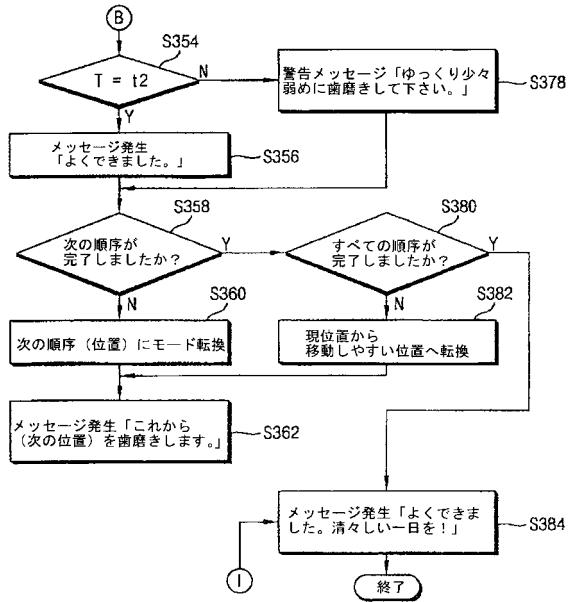 B
S354
T = t2
N
Y
警告メッセージ「ゆっくり少々
弱めに歯磨きして下さい。」
S378
メッセージ発生
「よくできました。」
S356
S358
次の順序が
完了しましたか？
Y
N
S380
すべての順序が
完了しましたか？
Y
N
S360
次の順序（位置）にモード転換
S382
現位置から
移動しやすい位置へ転換
メッセージ発生「これから
（次の位置）を歯磨きします。」
S362
メッセージ発生「よくできま
した。清々しい一日を！」
S384
I
終了